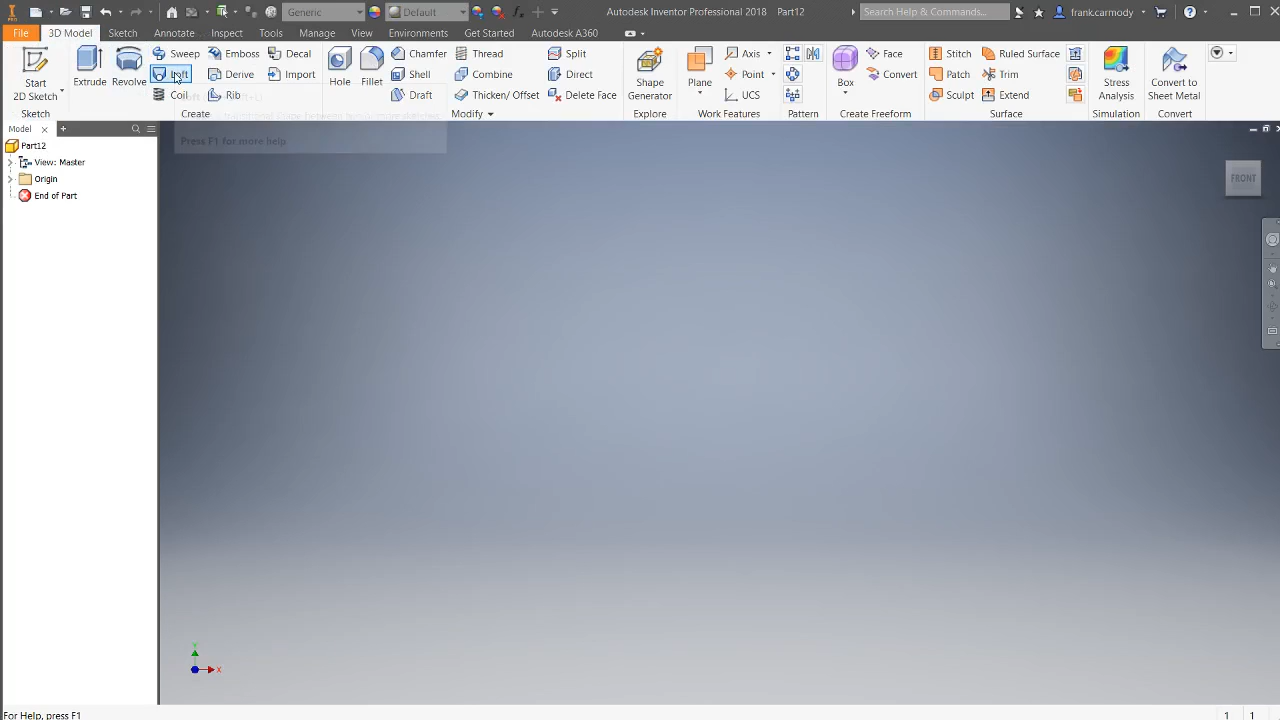 Generic
Default
Autodesk Inventor Professional 2018 Part12
Search Help & Commands...
frank.carmody
PRO
File
3D Model
Sketch
Annotate
Inspect
Tools
Manage
View
Environments
Get Started
Autodesk A360
Start
2D Sketch
Sketch
Extrude
Revolve
Sweep
Loft
Coil
Emboss
Derive
Rib
Decal
Import
Create
Hole
Fillet
Chamfer
Shell
Draft
Thread
Combine
Thicken/ Offset
Split
Direct
Delete Face
Modify
Shape
Generator
Explore
Plane
Axis
Point
UCS
Work Features
Pattern
Box
Face
Convert
Create Freeform
Stitch
Patch
Sculpt
Ruled Surface
Trim
Extend
Surface
Stress
Analysis
Simulation
Convert to
Sheet Metal
Convert
Press F1 for more help
Model
Part12
View: Master
Origin
End of Part
FRONT
Y
X
For Help, press F1
1
1